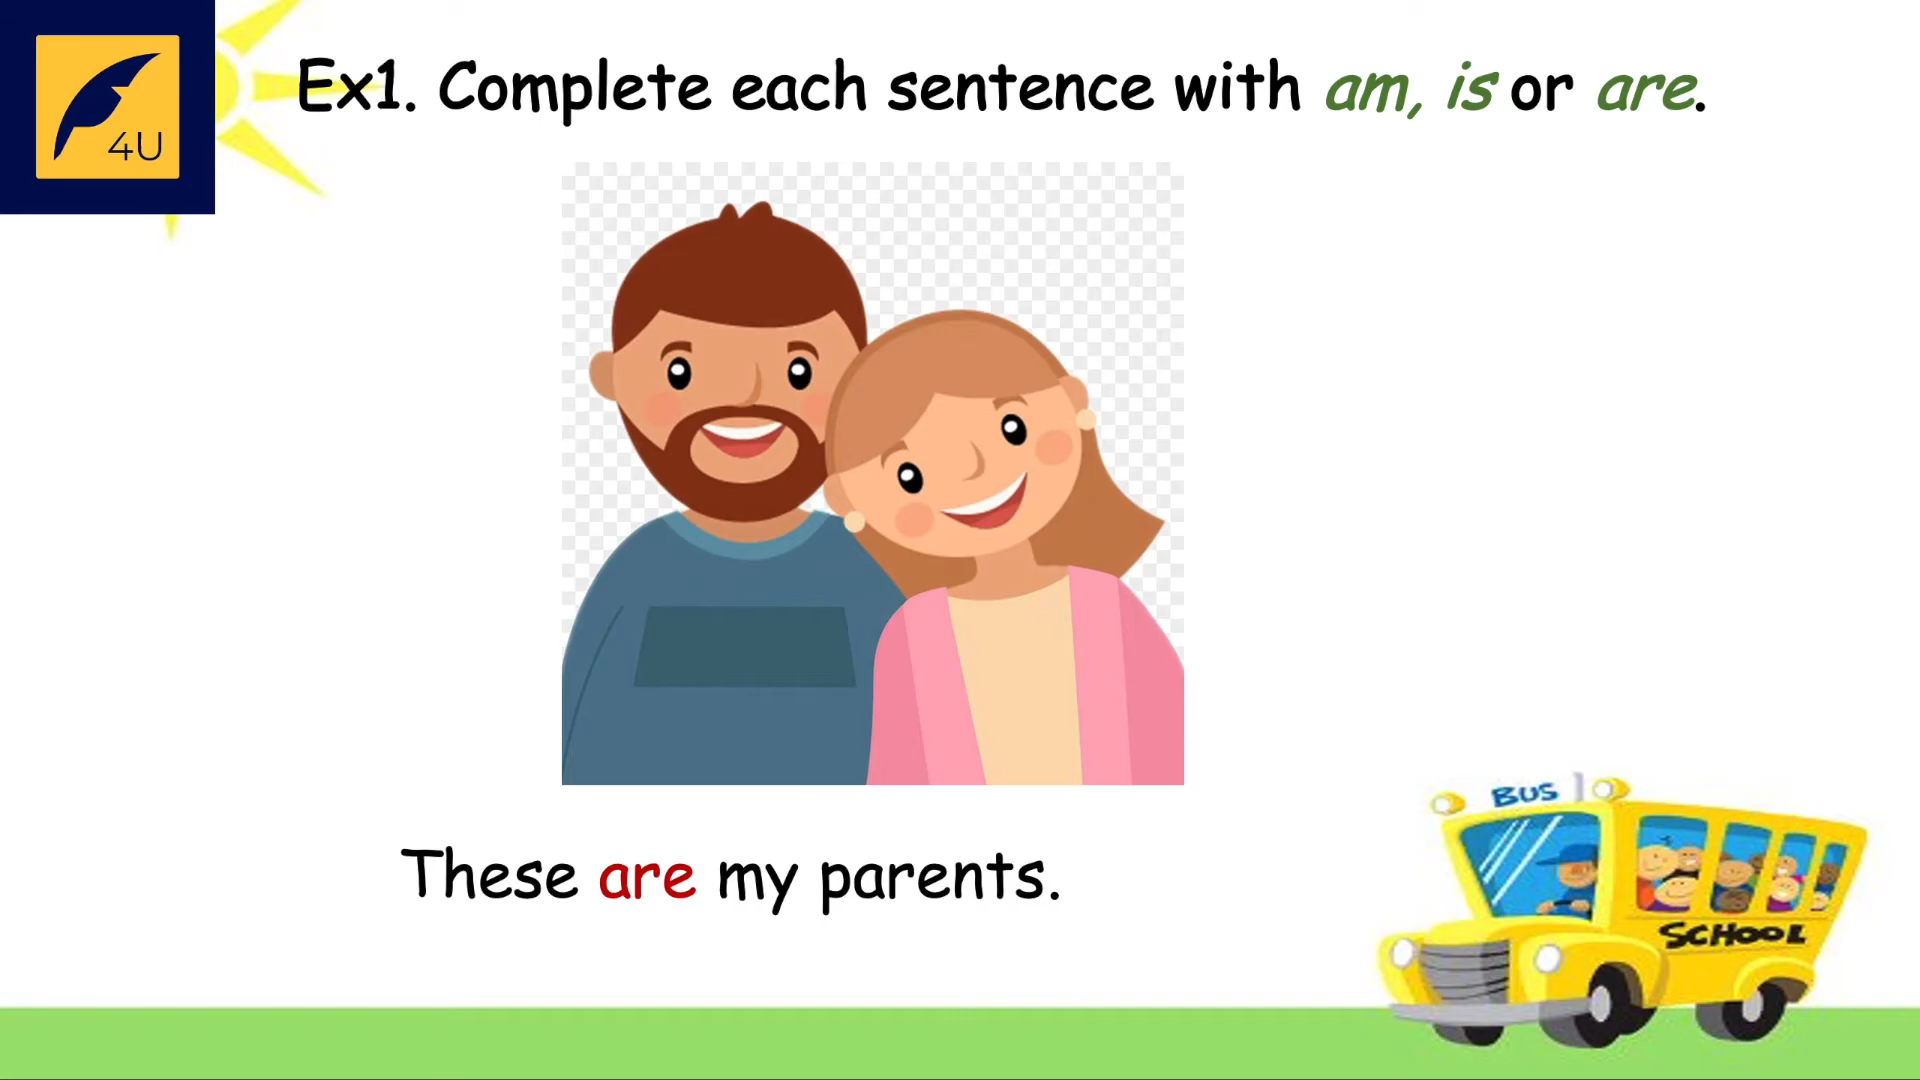 4U
Ex1. Complete each sentence with am, is or are.
These are my parents.
BUS
SCHOOL